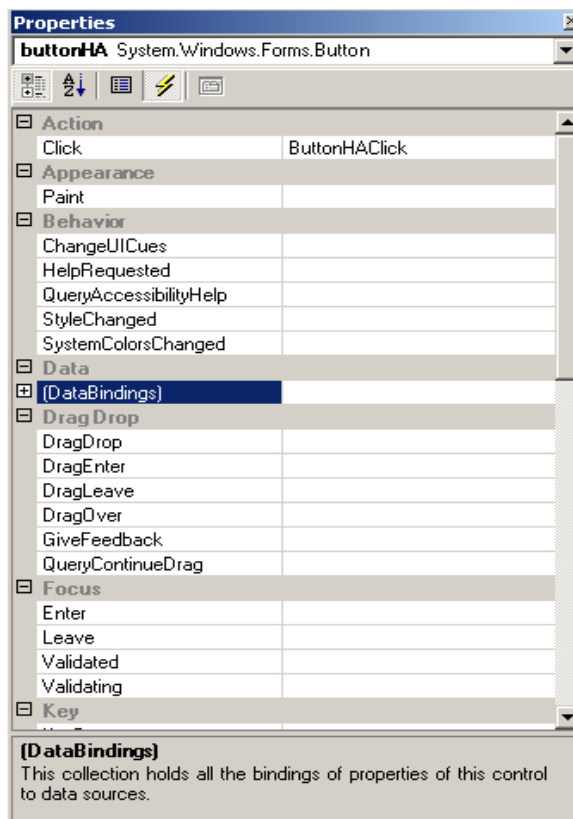 Properties
buttonHA System.Windows.Forms.Button
Action
Click ButtonHAClick
Appearance
Paint
Behavior
ChangeUICues
HelpRequested
QueryAccessibilityHelp
StyleChanged
SystemColorsChanged
Data
(DataBindings)
Drag Drop
DragDrop
DragEnter
DragLeave
DragOver
GiveFeedback
QueryContinueDrag
Focus
Enter
Leave
Validated
Validating
Key
(DataBindings)
This collection holds all the bindings of properties of this control
to data sources.